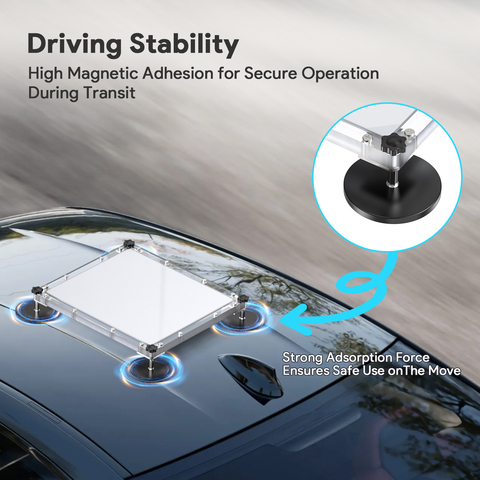 Driving Stability
High Magnetic Adhesion for Secure Operation
During Transit
Strong Adsorption Force
Ensures Safe Use onThe Move